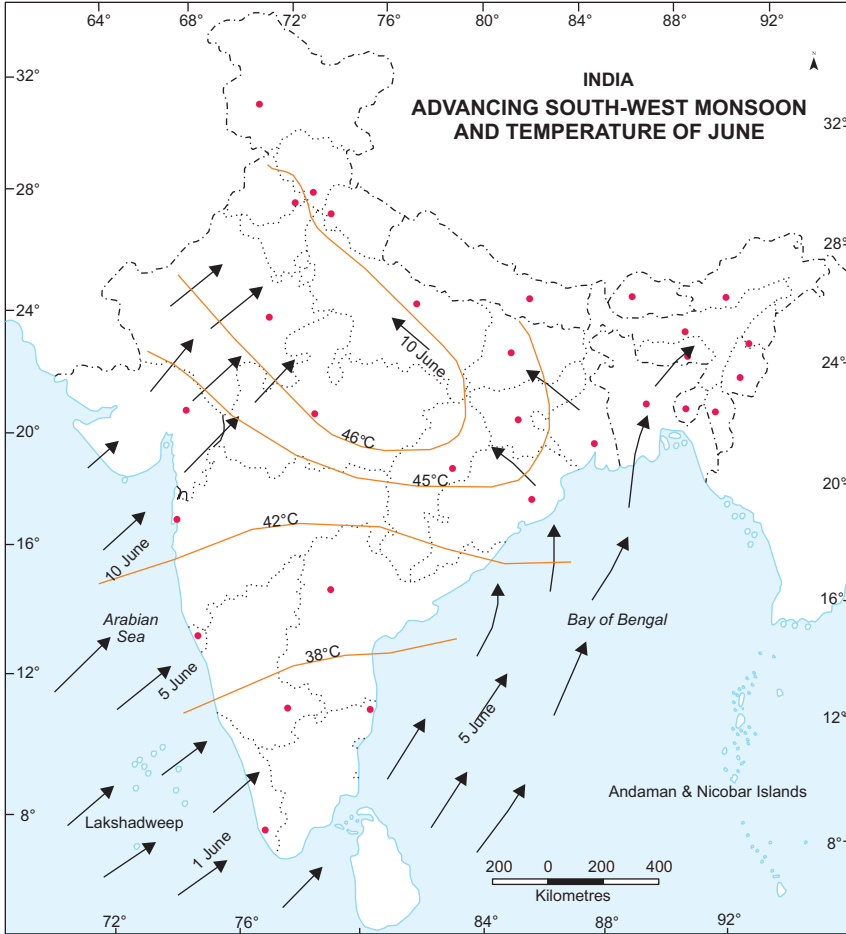 64° 68° 72° 76° 80° 84° 88° 92°
N
INDIA
ADVANCING SOUTH-WEST MONSOON
AND TEMPERATURE OF JUNE
32°
32°
28°
28°
24°
24°
20°
20°
16°
16°
12°
12°
8°
8°
10 June
46°C
45°C
42°C
10 June
Arabian
Sea
Bay of Bengal
38°C
5 June
5 June
Andaman & Nicobar Islands
Lakshadweep
1 June
200 0 200 400
Kilometres
72° 76° 84° 88° 92°